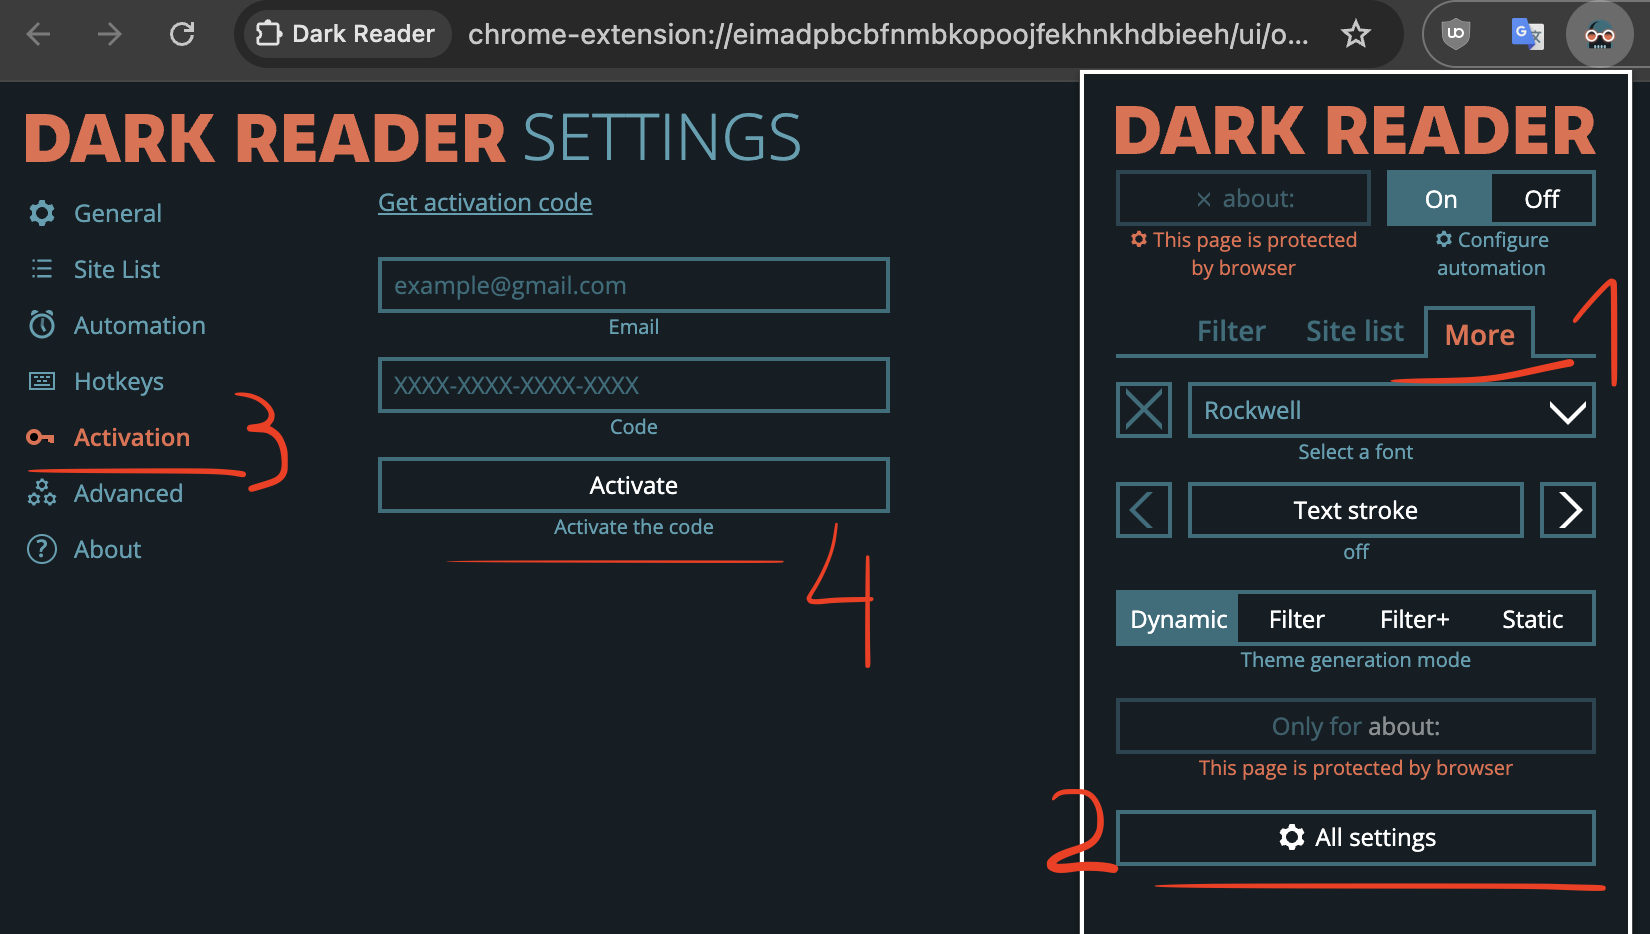 Dark Reader
chrome-extension://eimadpbcbfnmbkopoojfekhnkhdbieeh/ui/o...
DARK READER SETTINGS
General
Site List
Automation
Hotkeys
Activation
3
Advanced
About
Get activation code
example@gmail.com
Email
XXXX-XXXX-XXXX-XXXX
Code
Activate
Activate the code
4
DARK READER
× about:
On
Off
This page is protected
by browser
Configure
automation
1
Filter
Site list
More
Rockwell
Select a font
Text stroke
off
Dynamic
Filter
Filter+
Static
Theme generation mode
Only for about:
This page is protected by browser
2
All settings